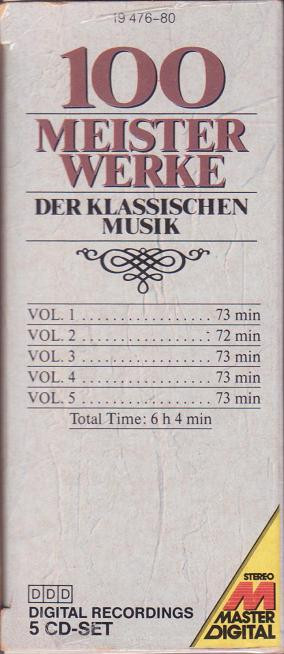 19 476-80
100
MEISTER
WERKE
DER KLASSISCHEN
MUSIK
VOL. 1 . . . . . . . . . . . . . . . . . 73 min
VOL. 2 . . . . . . . . . . . . . . . . : 72 min
VOL. 3 . . . . . . . . . . . . . . . . . 73 min
VOL. 4 . . . . . . . . . . . . . . . . . 73 min
VOL. 5 . . . . . . . . . . . . . . . . . 73 min
Total Time: 6 h 4 min
DDD
DIGITAL RECORDINGS
5 CD-SET
STEREO
M
MASTER
DIGITAL